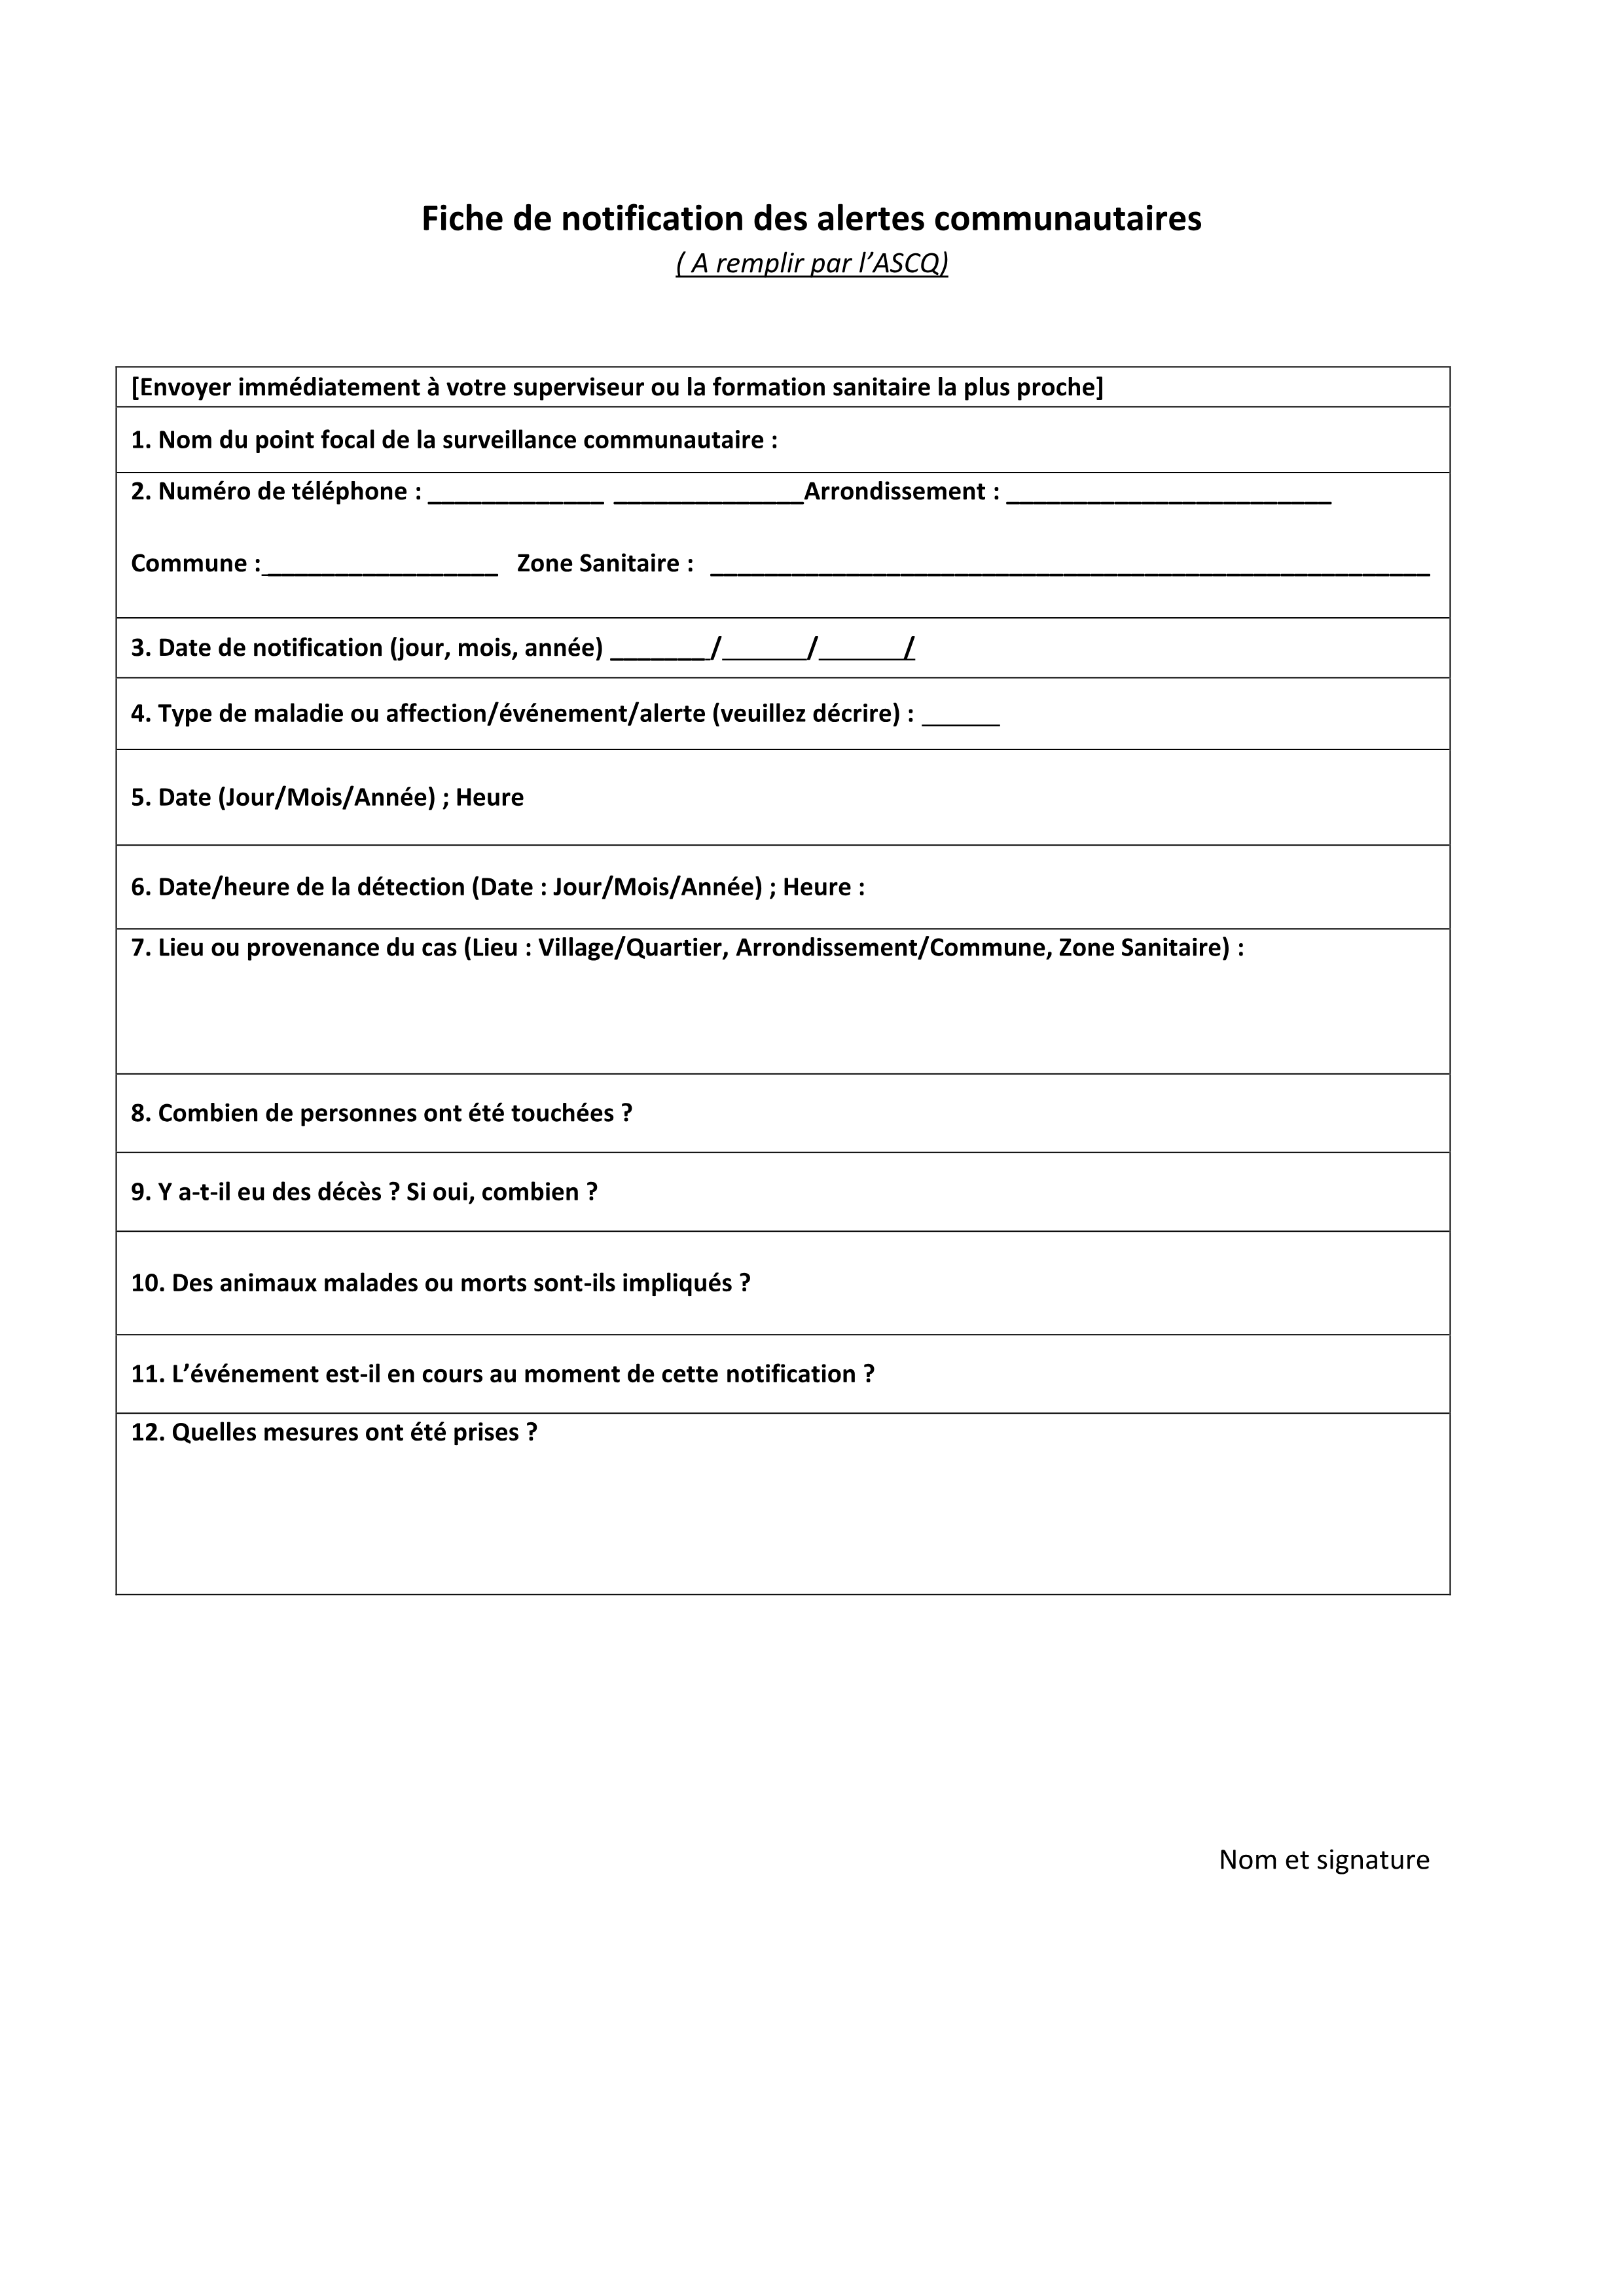 Fiche de notification des alertes communautaires
( A remplir par l’ASCQ)
[Envoyer immédiatement à votre superviseur ou la formation sanitaire la plus proche]
1. Nom du point focal de la surveillance communautaire :
2. Numéro de téléphone : _____________ ______________Arrondissement : ________________________
Commune :_________________ Zone Sanitaire : _____________________________________________________
3. Date de notification (jour, mois, année) _______/______/______/
4. Type de maladie ou affection/événement/alerte (veuillez décrire) : ______
5. Date (Jour/Mois/Année) ; Heure
6. Date/heure de la détection (Date : Jour/Mois/Année) ; Heure :
7. Lieu ou provenance du cas (Lieu : Village/Quartier, Arrondissement/Commune, Zone Sanitaire) :
8. Combien de personnes ont été touchées ?
9. Y a-t-il eu des décès ? Si oui, combien ?
10. Des animaux malades ou morts sont-ils impliqués ?
11. L’événement est-il en cours au moment de cette notification ?
12. Quelles mesures ont été prises ?
Nom et signature